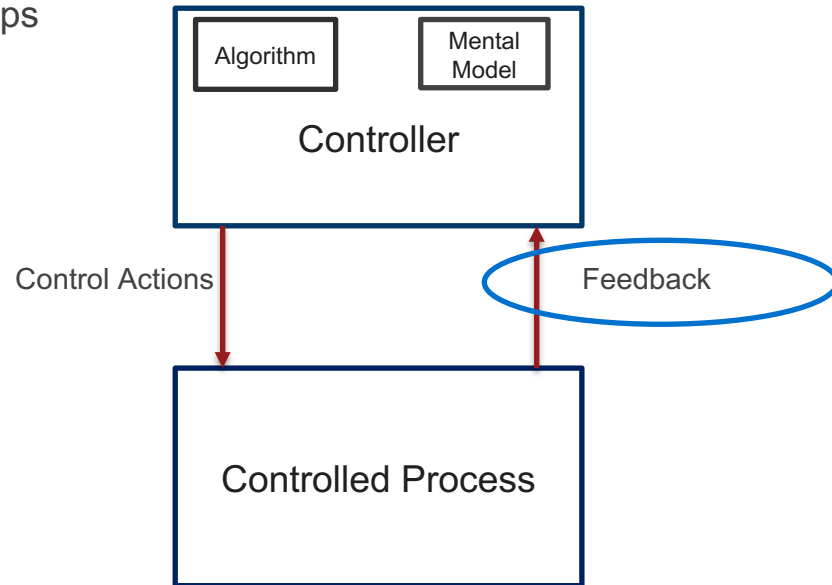 ps
Algorithm
Mental
Model
Controller
Control Actions
Feedback
Controlled Process